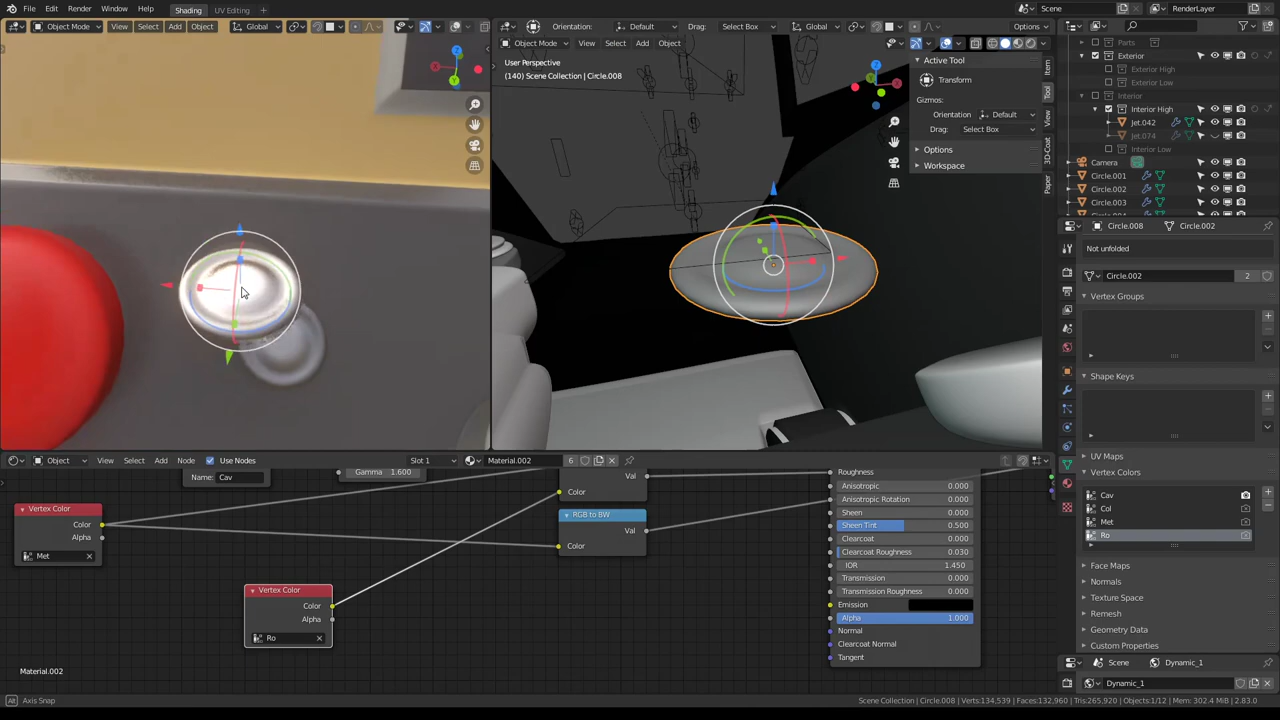 File Edit Render Window Help Shading UV Editing Scene RenderLayer
Object Mode View Select Add Object Global
Orientation: Default Drag: Select Box Global Options
Object Mode View Select Add Object
User Perspective
(140) Scene Collection | Circle.008
Active Tool
Transform
Gizmos:
Orientation Default
Drag: Select Box
Options
Workspace
Item
Tool
View
3D-Coat
Paper
Parts
Exterior
Exterior High
Exterior Low
Interior
Interior High
Jet.042
Jet.074
Interior Low
Camera
Circle.001
Circle.002
Circle.003
Circle.008 Circle.002
Not unfolded
Circle.002 2
Vertex Groups
Shape Keys
UV Maps
Vertex Colors
Cav
Col
Met
Ro
Face Maps
Normals
Texture Space
Remesh
Geometry Data
Custom Properties
Scene Dynamic_1
Dynamic_1
Object View Select Add Node Use Nodes Slot 1 Material.002 6
Name: Cav
Gamma 1.600
Val
Color
RGB to BW
Val
Color
Vertex Color
Color
Alpha
Met
Vertex Color
Color
Alpha
Ro
Roughness
Anisotropic 0.000
Anisotropic Rotation 0.000
Sheen 0.000
Sheen Tint 0.500
Clearcoat 0.000
Clearcoat Roughness 0.030
IOR 1.450
Transmission 0.000
Transmission Roughness 0.000
Emission
Alpha 1.000
Normal
Clearcoat Normal
Tangent
Material.002
Alt Axis Snap
Scene Collection | Circle.008 | Verts:134,539 | Faces:132,960 | Tris:265,920 | Objects:1/12 | Mem: 302.4 MiB | 2.83.0